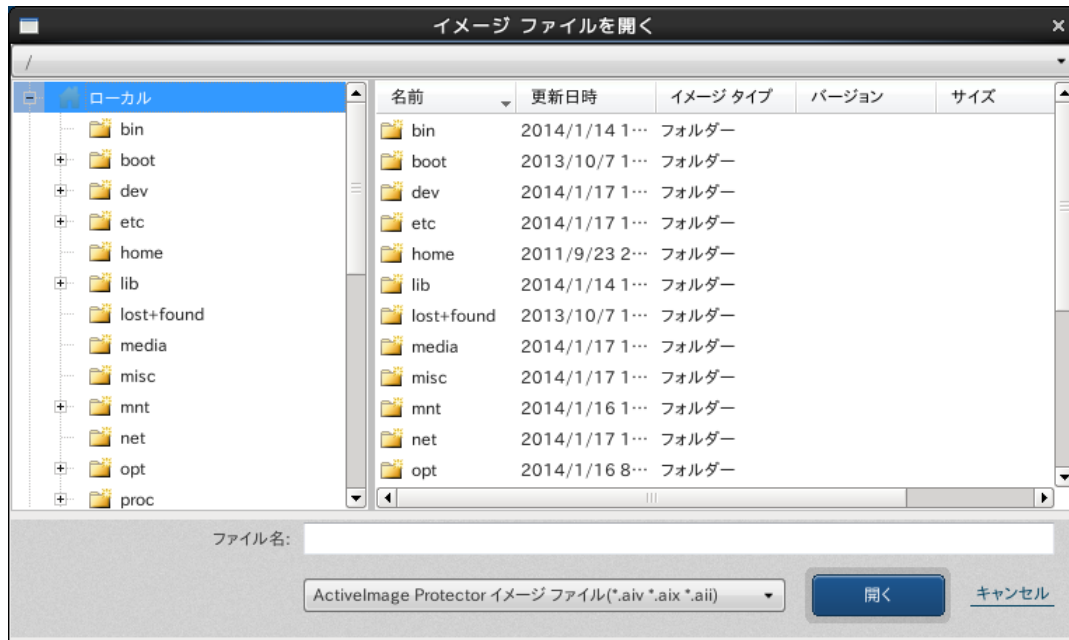 イメージ ファイルを開く
/
ローカル
bin
boot
dev
etc
home
lib
lost+found
media
misc
mnt
net
opt
proc
名前 更新日時 イメージ タイプ バージョン サイズ
bin 2014/1/14 1… フォルダー
boot 2013/10/7 1… フォルダー
dev 2014/1/17 1… フォルダー
etc 2014/1/17 1… フォルダー
home 2011/9/23 2… フォルダー
lib 2014/1/14 1… フォルダー
lost+found 2013/10/7 1… フォルダー
media 2014/1/17 1… フォルダー
misc 2014/1/17 1… フォルダー
mnt 2014/1/16 1… フォルダー
net 2014/1/17 1… フォルダー
opt 2014/1/16 8… フォルダー
ファイル名:
ActiveImage Protector イメージ ファイル(*.aiv *.aix *.aii) 開く キャンセル